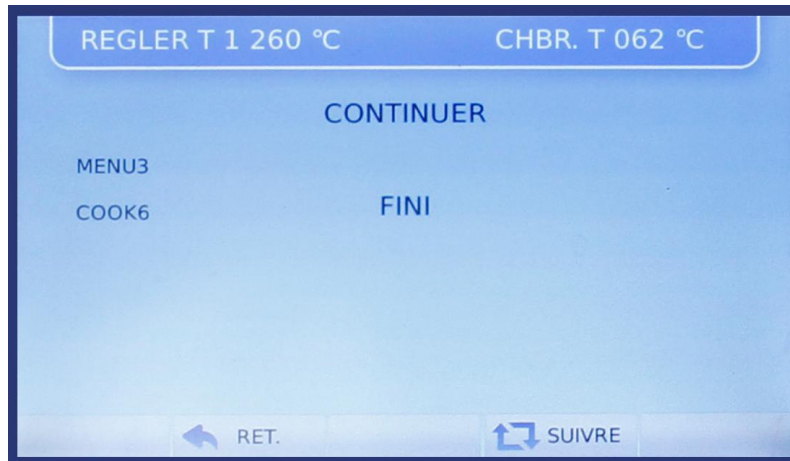 REGLER T 1 260 °C CHBR. T 062 °C
CONTINUER
MENU3
COOK6 FINI
RET. SUIVRE